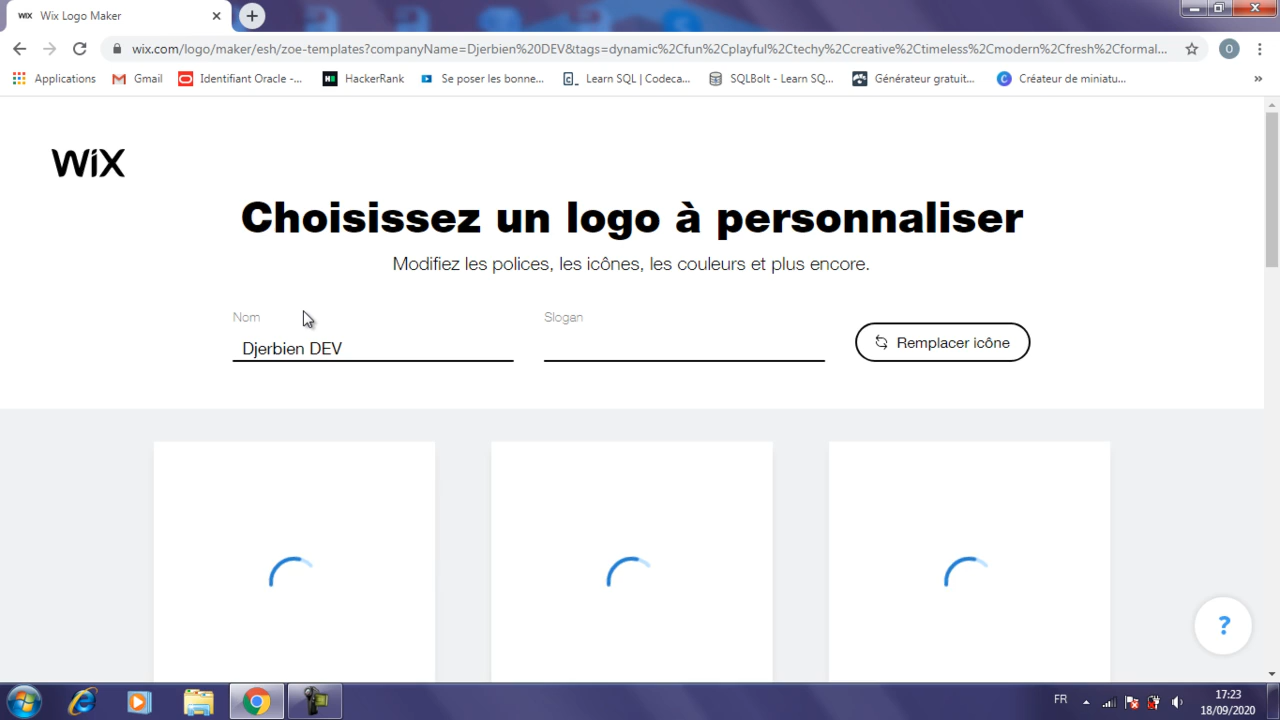 WiX Wix Logo Maker
wix.com/logo/maker/esh/zoe-templates?companyName=Djerbien%20DEV&tags=dynamic%2Cfun%2Cplayful%2Ctechy%2Ccreative%2Ctimeless%2Cmodern%2Cfresh%2Cformal...
O
Applications Gmail Identifiant Oracle -... HackerRank Se poser les bonne... Learn SQL | Codeca... SQLBolt - Learn SQ... Générateur gratuit... Créateur de miniatu... »
WiX
Choisissez un logo à personnaliser
Modifiez les polices, les icônes, les couleurs et plus encore.
Nom Slogan
Djerbien DEV
Remplacer icône
?
FR
17:23
18/09/2020